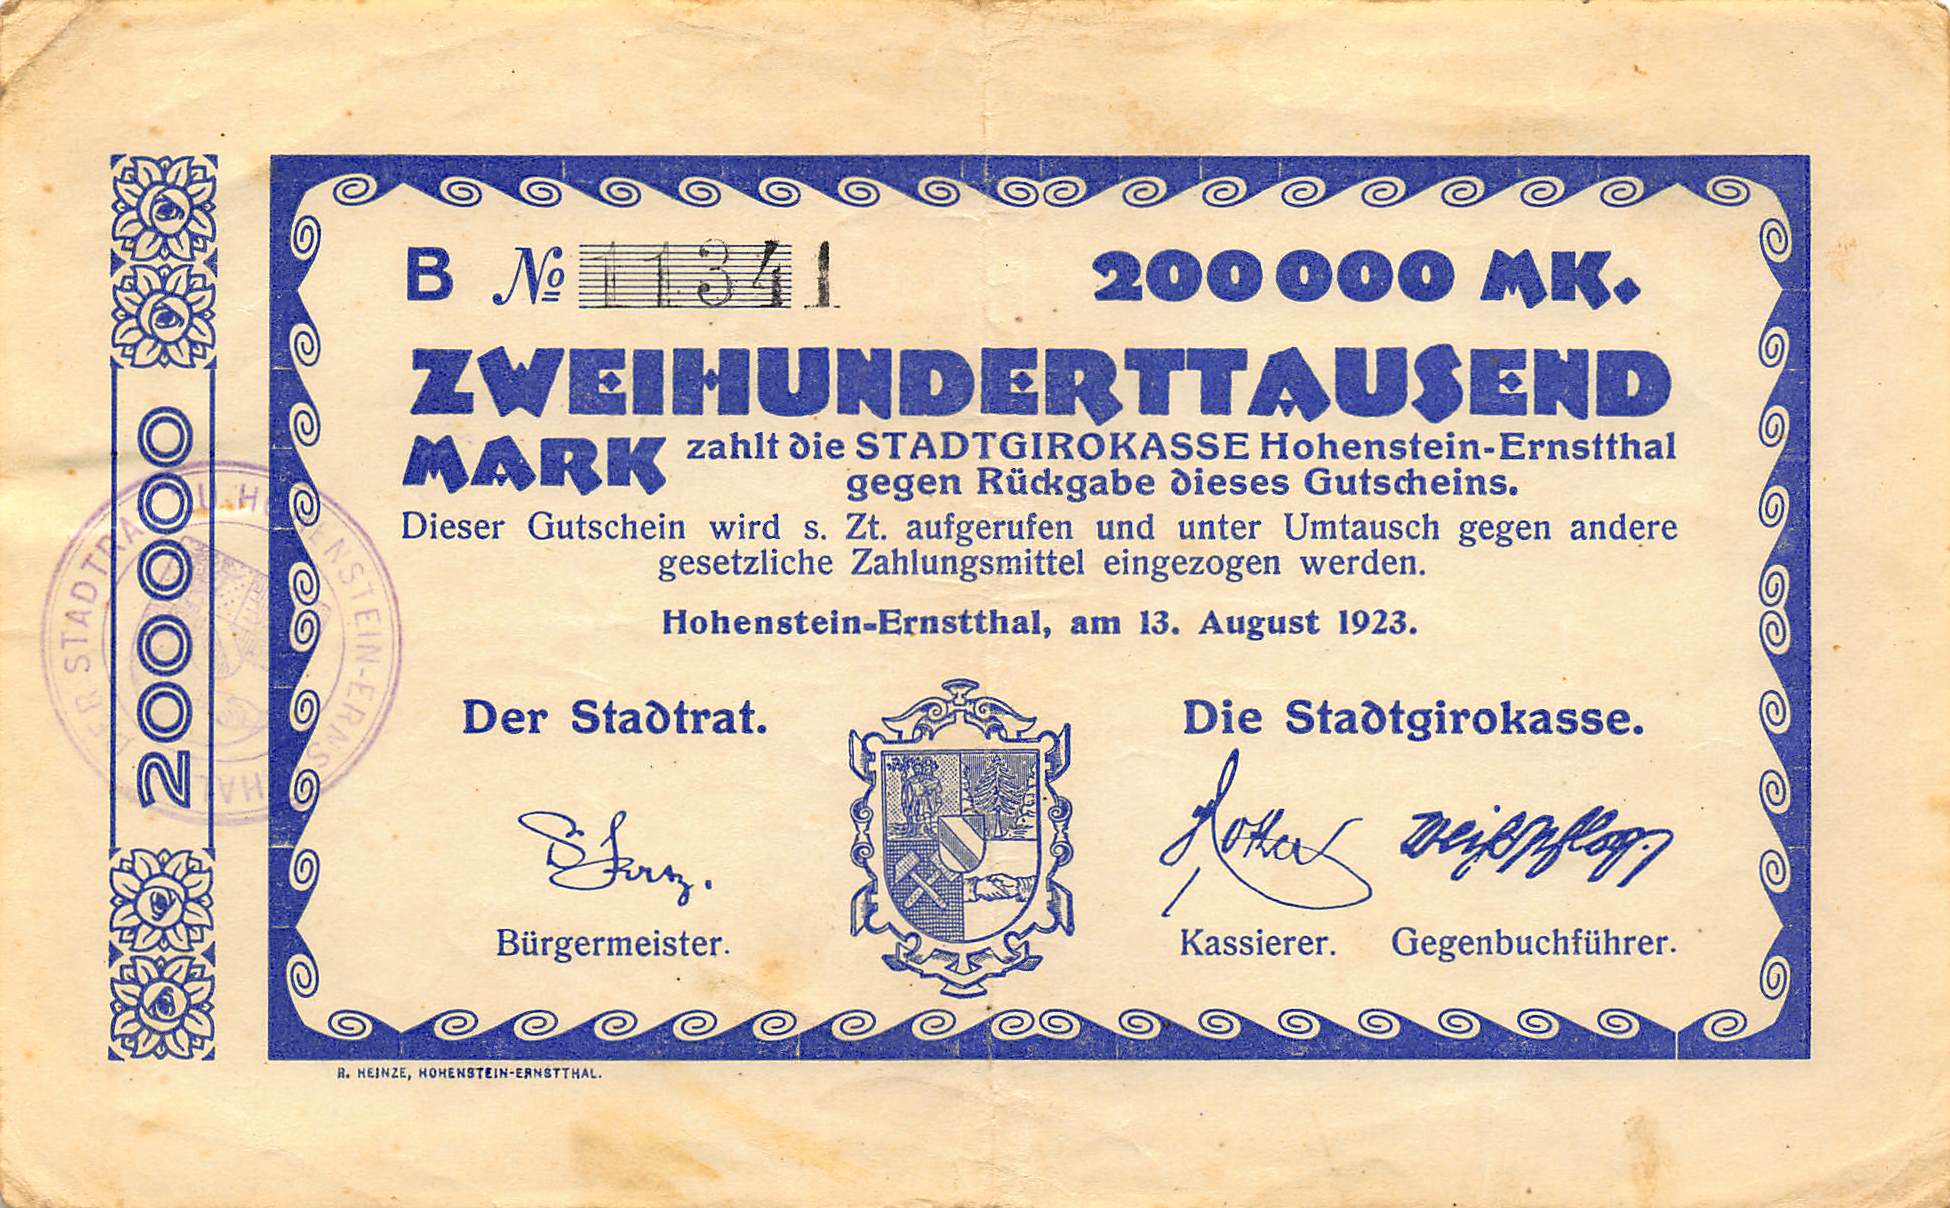 B № 11341 200000 MK.
ZWEIHUNDERTTAUSEND
MARK zahlt die STADTGIROKASSE Hohenstein-Ernstthal
gegen Rückgabe dieses Gutscheins.
Dieser Gutschein wird s. Zt. aufgerufen und unter Umtausch gegen andere
gesetzliche Zahlungsmittel eingezogen werden.
Hohenstein-Ernstthal, am 13. August 1923.
Der Stadtrat.
Die Stadtgirokasse.
Weißpflog.
Bürgermeister.
Kassierer. Gegenbuchführer.
R. HEINZE, HOHENSTEIN-ERNSTTHAL.
200000